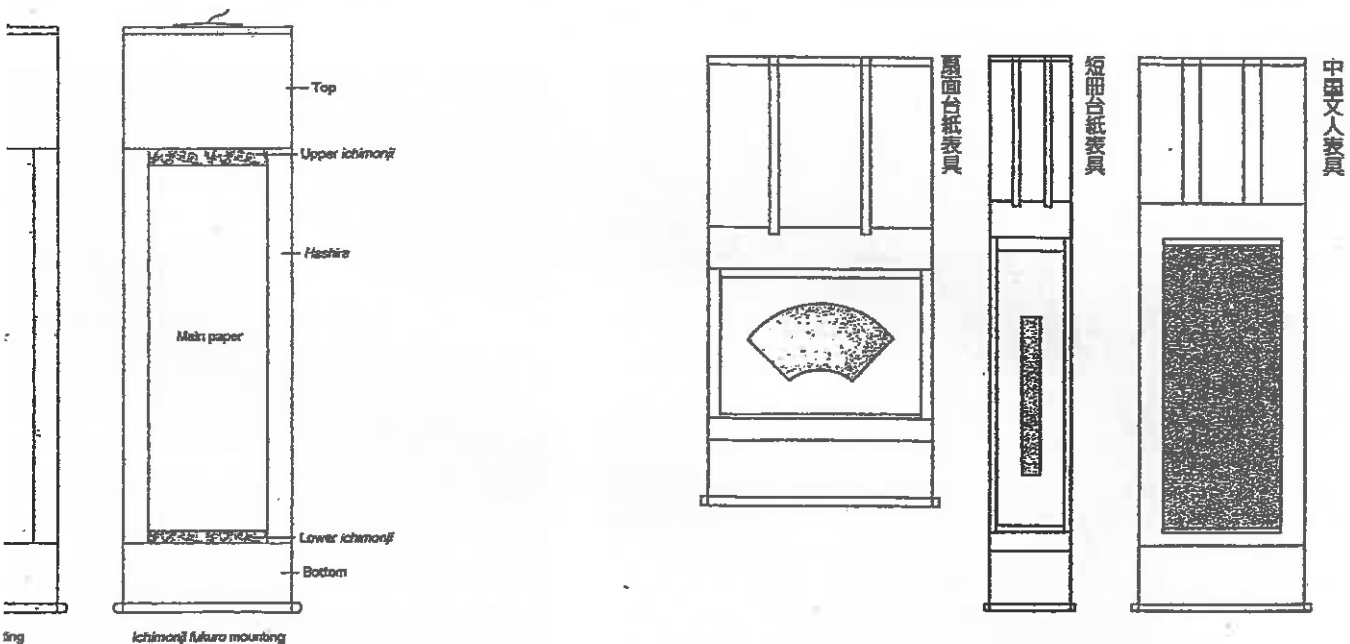 Top
Upper ichimonji
Hashira
Main paper
Lower ichimonji
Bottom
ting
Ichimonji fukuro mounting
扇面台紙表具
短冊台紙表具
中国文人表具